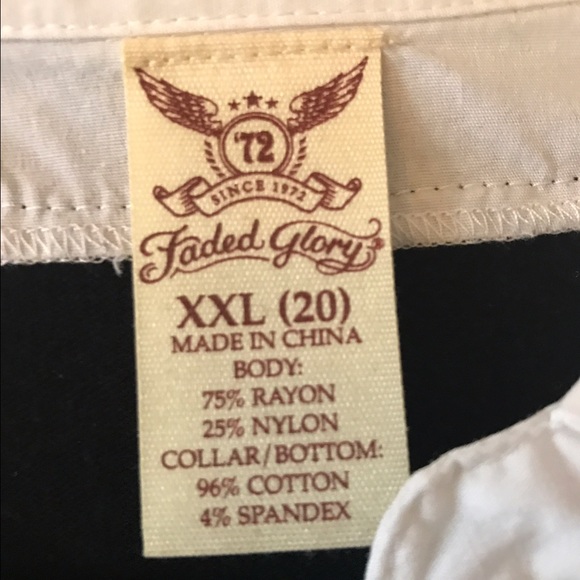 '72
SINCE 1972
Faded Glory®
XXL (20)
MADE IN CHINA
BODY:
75% RAYON
25% NYLON
COLLAR/BOTTOM:
96% COTTON
4% SPANDEX